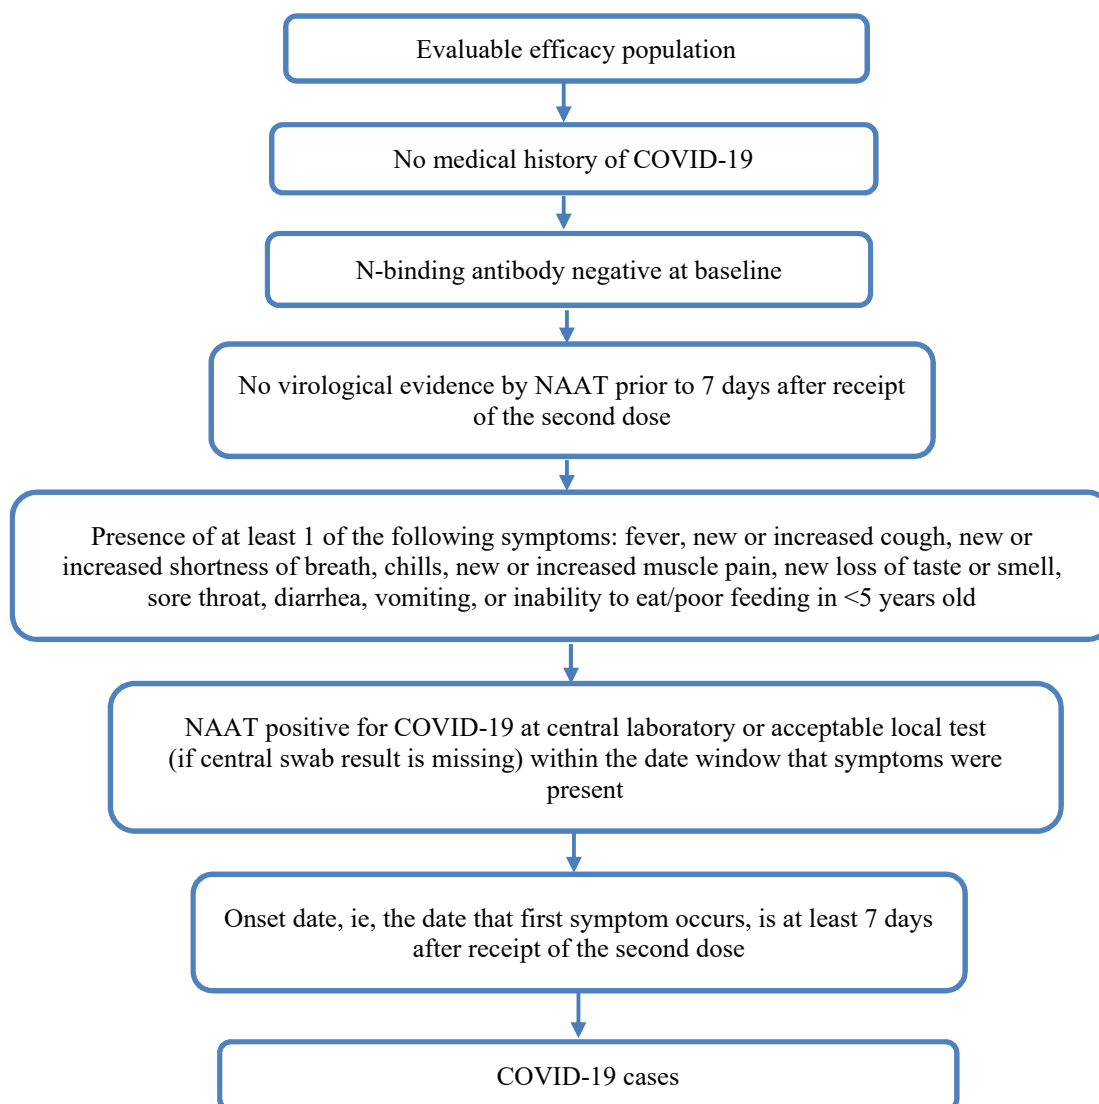 Evaluable efficacy population
No medical history of COVID-19
N-binding antibody negative at baseline
No virological evidence by NAAT prior to 7 days after receipt
of the second dose
Presence of at least 1 of the following symptoms: fever, new or increased cough, new or
increased shortness of breath, chills, new or increased muscle pain, new loss of taste or smell,
sore throat, diarrhea, vomiting, or inability to eat/poor feeding in <5 years old
NAAT positive for COVID-19 at central laboratory or acceptable local test
(if central swab result is missing) within the date window that symptoms were
present
Onset date, ie, the date that first symptom occurs, is at least 7 days
after receipt of the second dose
COVID-19 cases